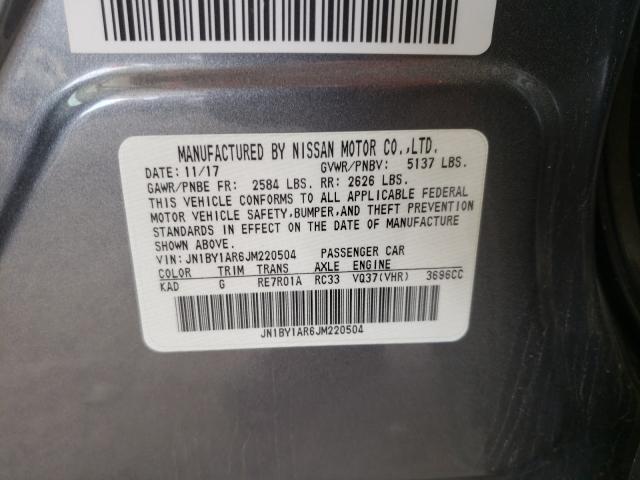 MANUFACTURED BY NISSAN MOTOR CO.,LTD.
DATE: 11/17 GVWR/PNBV: 5137 LBS.
GAWR/PNBE FR: 2584 LBS. RR: 2626 LBS.
THIS VEHICLE CONFORMS TO ALL APPLICABLE FEDERAL
MOTOR VEHICLE SAFETY,BUMPER,AND THEFT PREVENTION
STANDARDS IN EFFECT ON THE DATE OF MANUFACTURE
SHOWN ABOVE.
VIN: JN1BY1AR6JM220504 PASSENGER CAR
COLOR TRIM TRANS AXLE ENGINE
KAD G RE7R01A RC33 VQ37(VHR) 3696CC
JN1BY1AR6JM220504